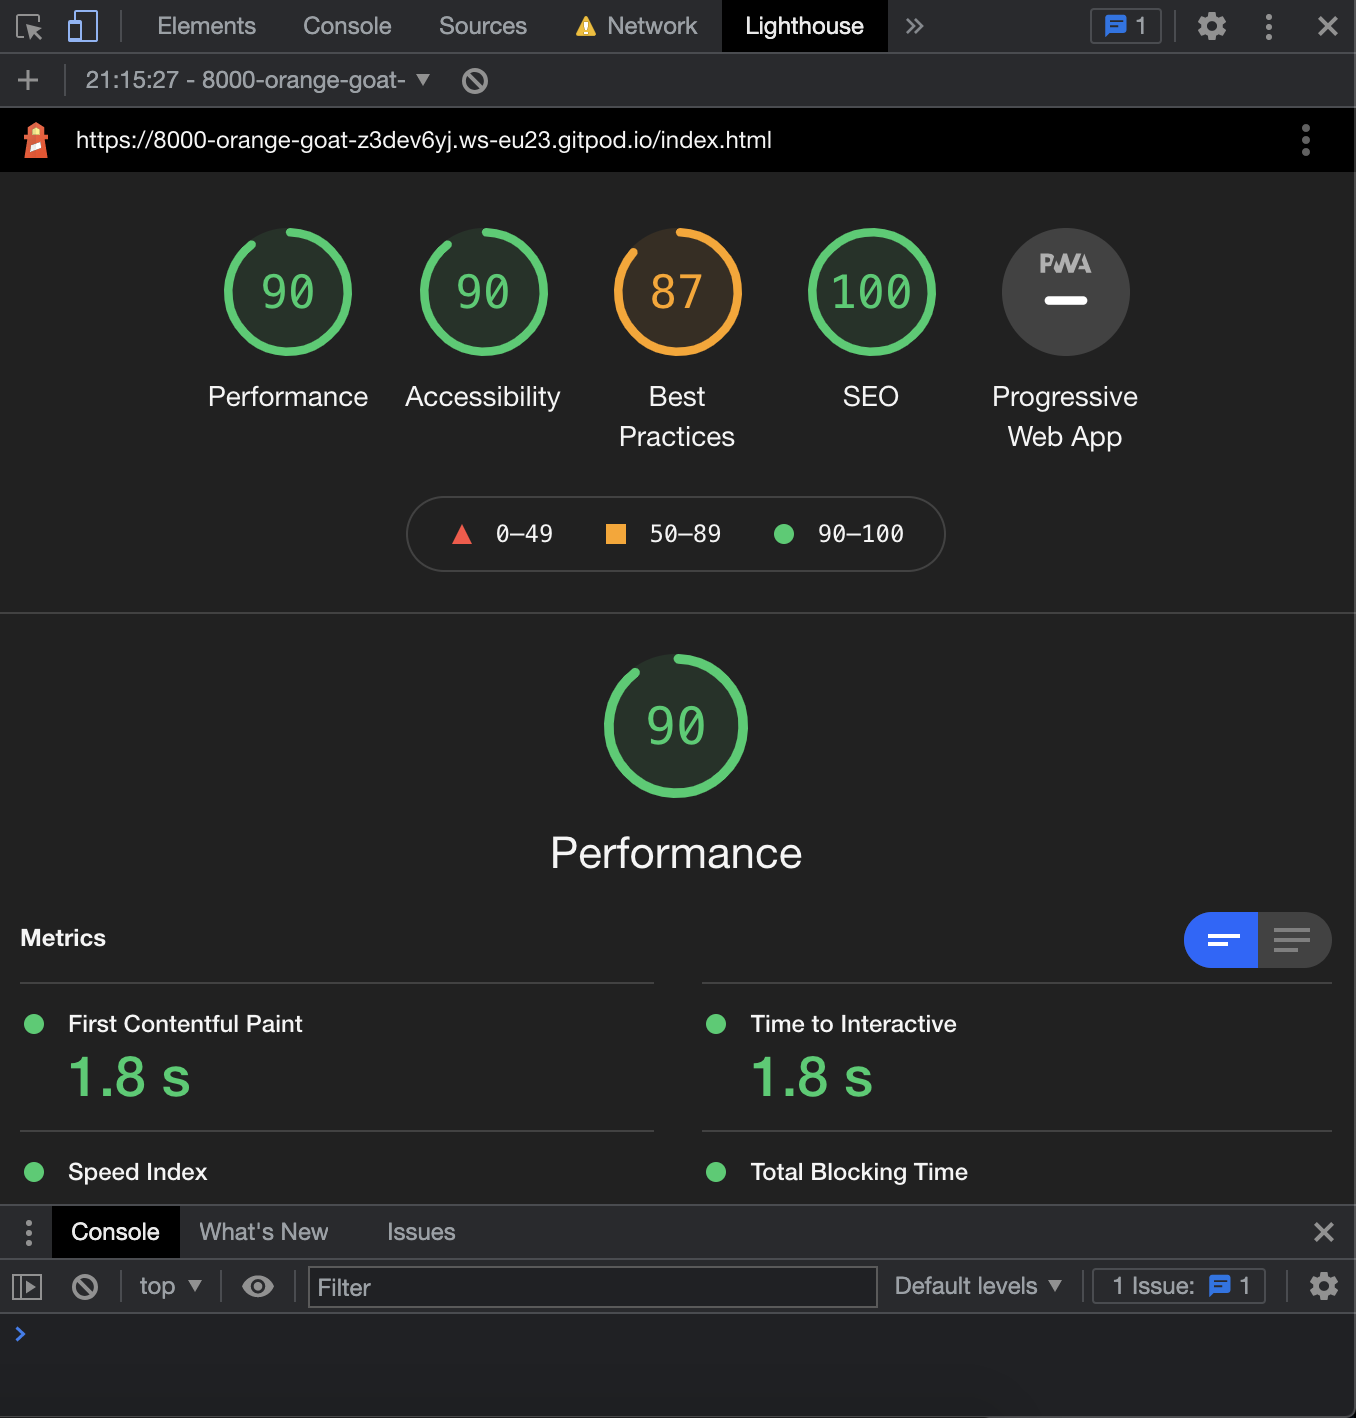 Elements Console Sources Network Lighthouse 1
21:15:27 - 8000-orange-goat-
https://8000-orange-goat-z3dev6yj.ws-eu23.gitpod.io/index.html
90 90 87 100 PWA
Performance Accessibility Best Practices SEO Progressive Web App
0–49 50–89 90–100
90
Performance
Metrics
First Contentful Paint
1.8 s
Time to Interactive
1.8 s
Speed Index
Total Blocking Time
Console What's New Issues
top Filter Default levels 1 Issue: 1